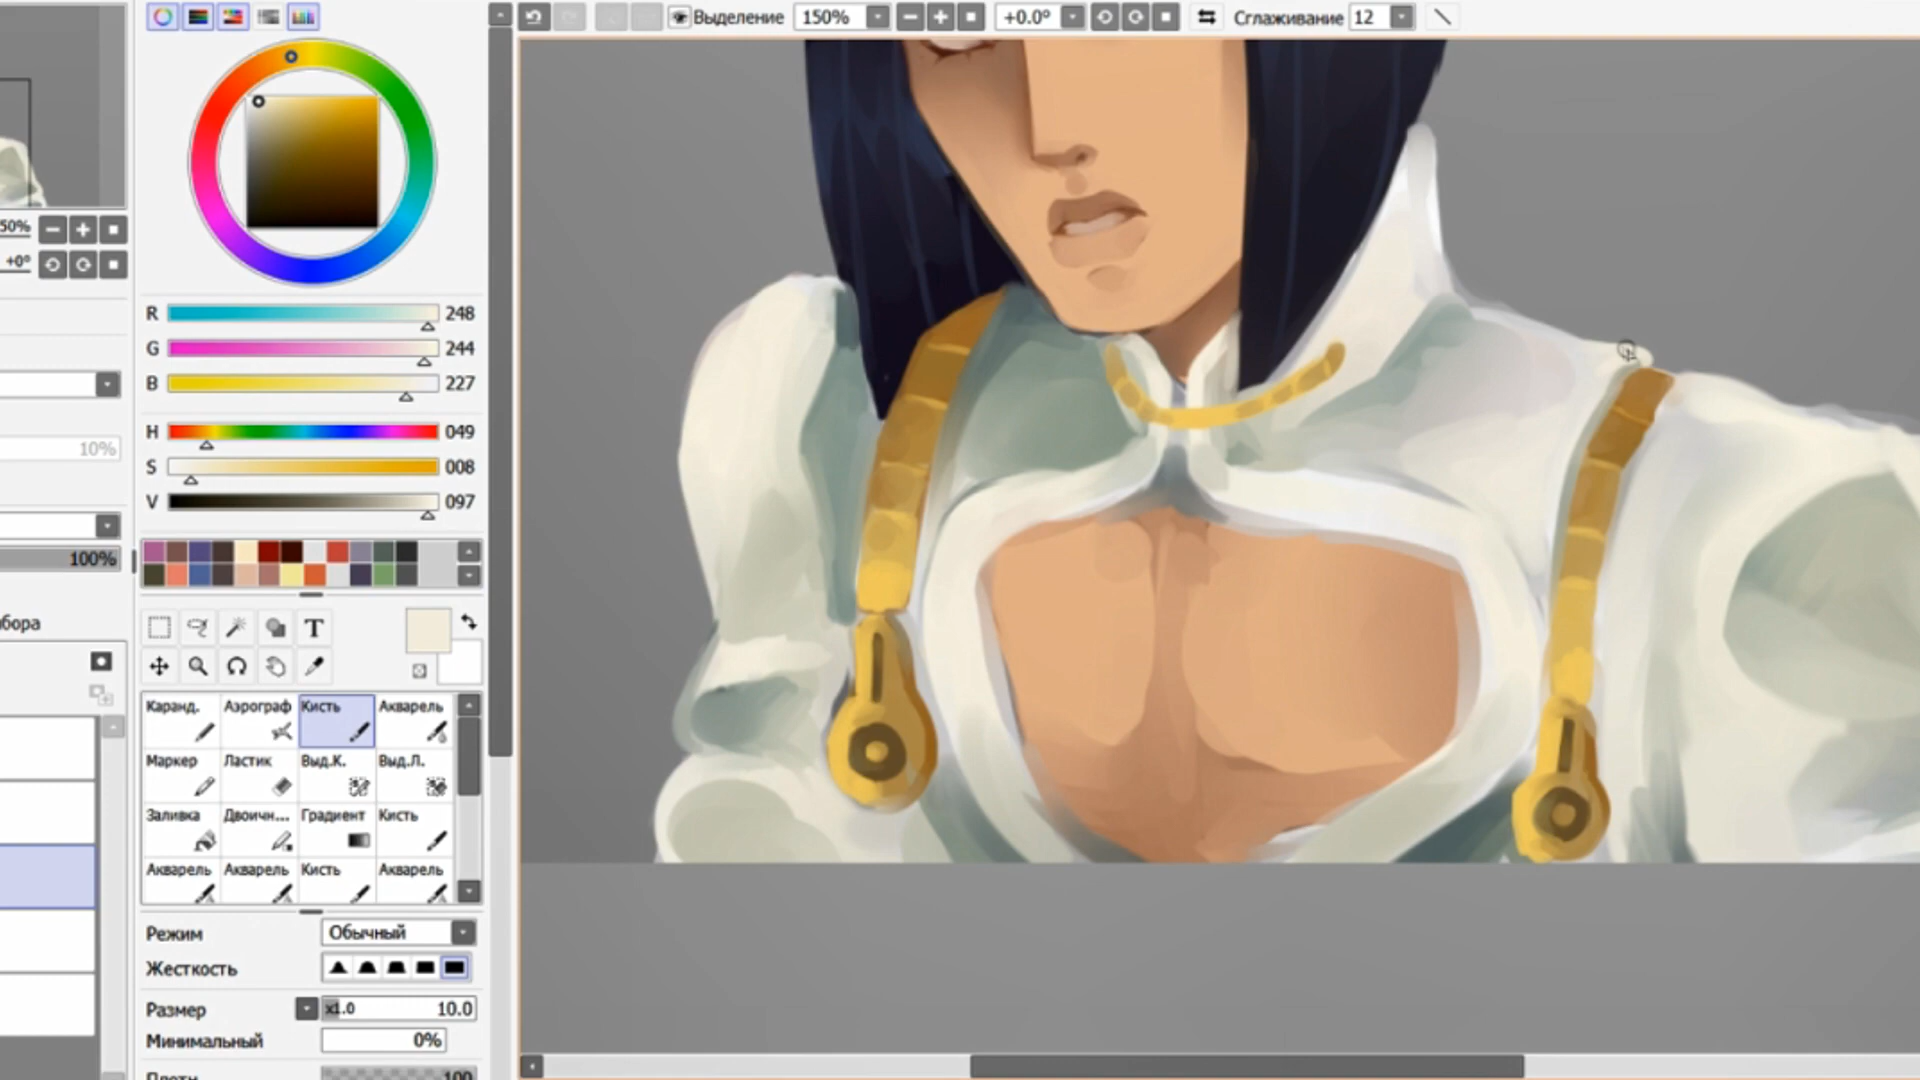 Выделение 150% +0.0° Сглаживание 12
50%
+0°
R 248
G 244
B 227
H 049
S 008
V 097
10%
100%
бора
T
Каранд. Аэрограф Кисть Акварель
Маркер Ластик Выд.К. Выд.Л.
Заливка Двоичн... Градиент Кисть
Акварель Акварель Кисть Акварель
Режим Обычный
Жесткость
Размер x1.0 10.0
Минимальный 0%
100